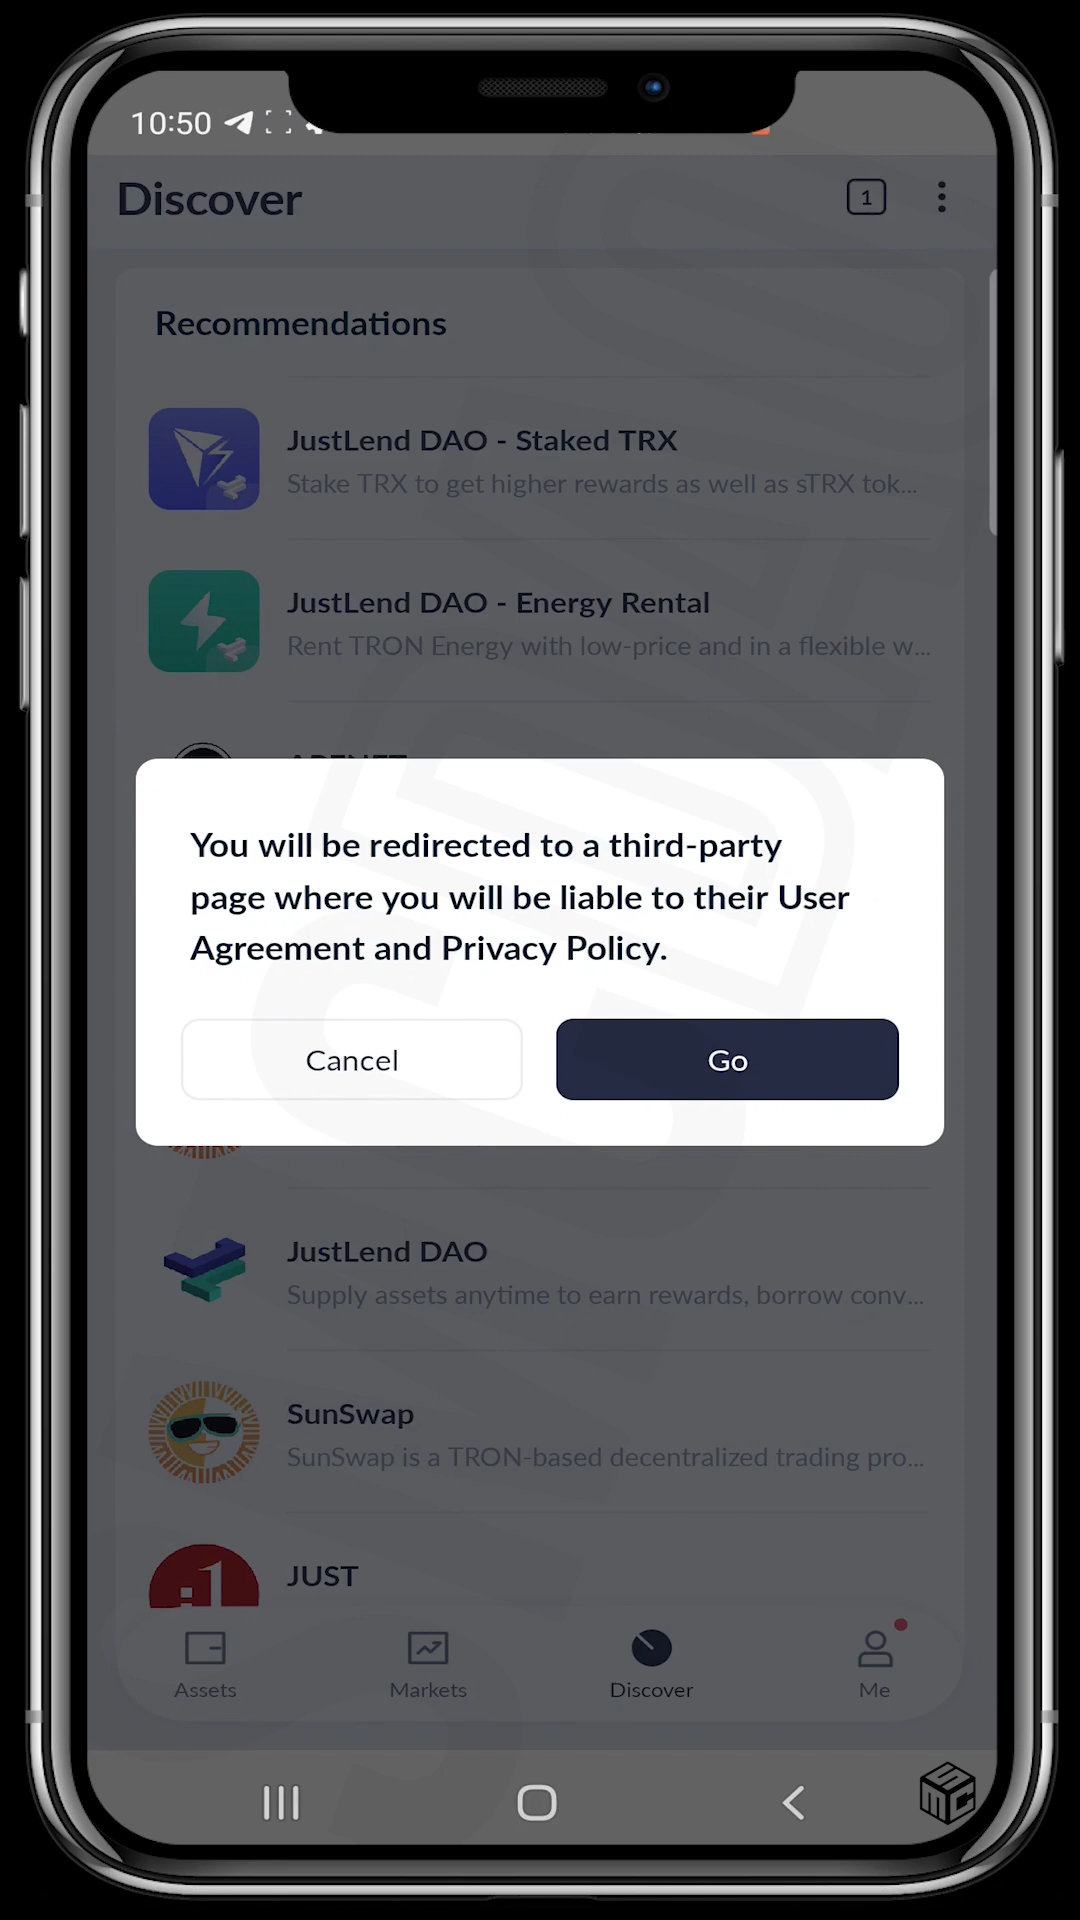 10:50
Discover
1
Recommendations
JustLend DAO - Staked TRX
Stake TRX to get higher rewards as well as sTRX tok...
JustLend DAO - Energy Rental
Rent TRON Energy with low-price and in a flexible w...
You will be redirected to a third-party
page where you will be liable to their User
Agreement and Privacy Policy.
Cancel
Go
JustLend DAO
Supply assets anytime to earn rewards, borrow conv...
SunSwap
SunSwap is a TRON-based decentralized trading pro...
JUST
Assets
Markets
Discover
Me